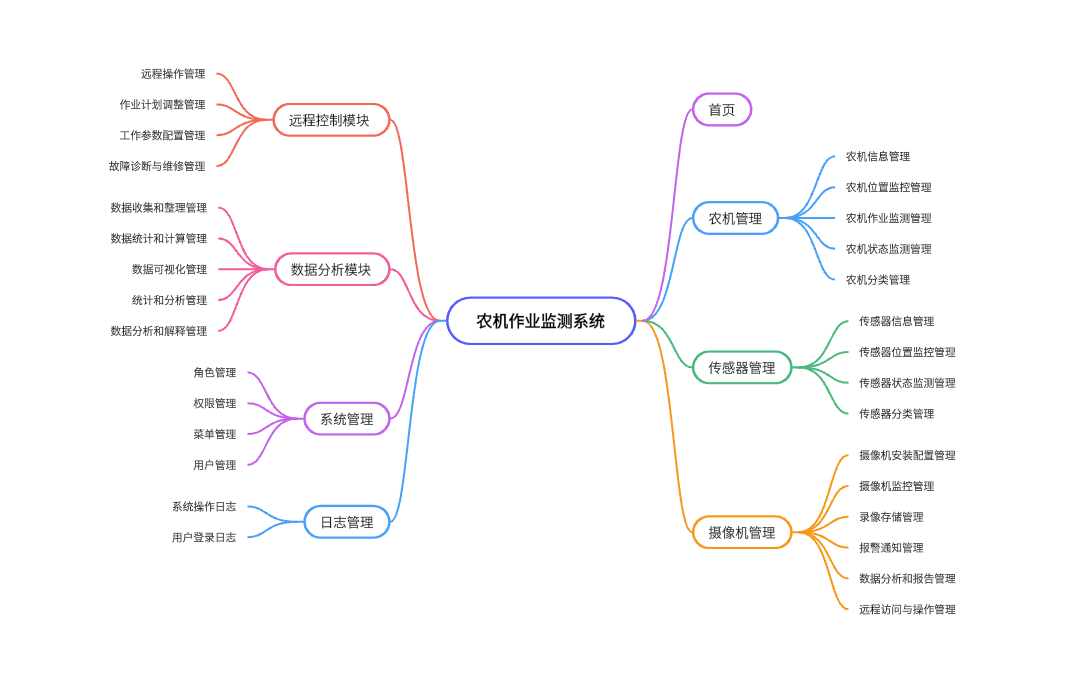 农机作业监测系统
首页
农机管理
农机信息管理
农机位置监控管理
农机作业监测管理
农机状态监测管理
农机分类管理
传感器管理
传感器信息管理
传感器位置监控管理
传感器状态监测管理
传感器分类管理
摄像机管理
摄像机安装配置管理
摄像机监控管理
录像存储管理
报警通知管理
数据分析和报告管理
远程访问与操作管理
远程控制模块
远程操作管理
作业计划调整管理
工作参数配置管理
故障诊断与维修管理
数据分析模块
数据收集和整理管理
数据统计和计算管理
数据可视化管理
统计和分析管理
数据分析和解释管理
系统管理
角色管理
权限管理
菜单管理
用户管理
日志管理
系统操作日志
用户登录日志